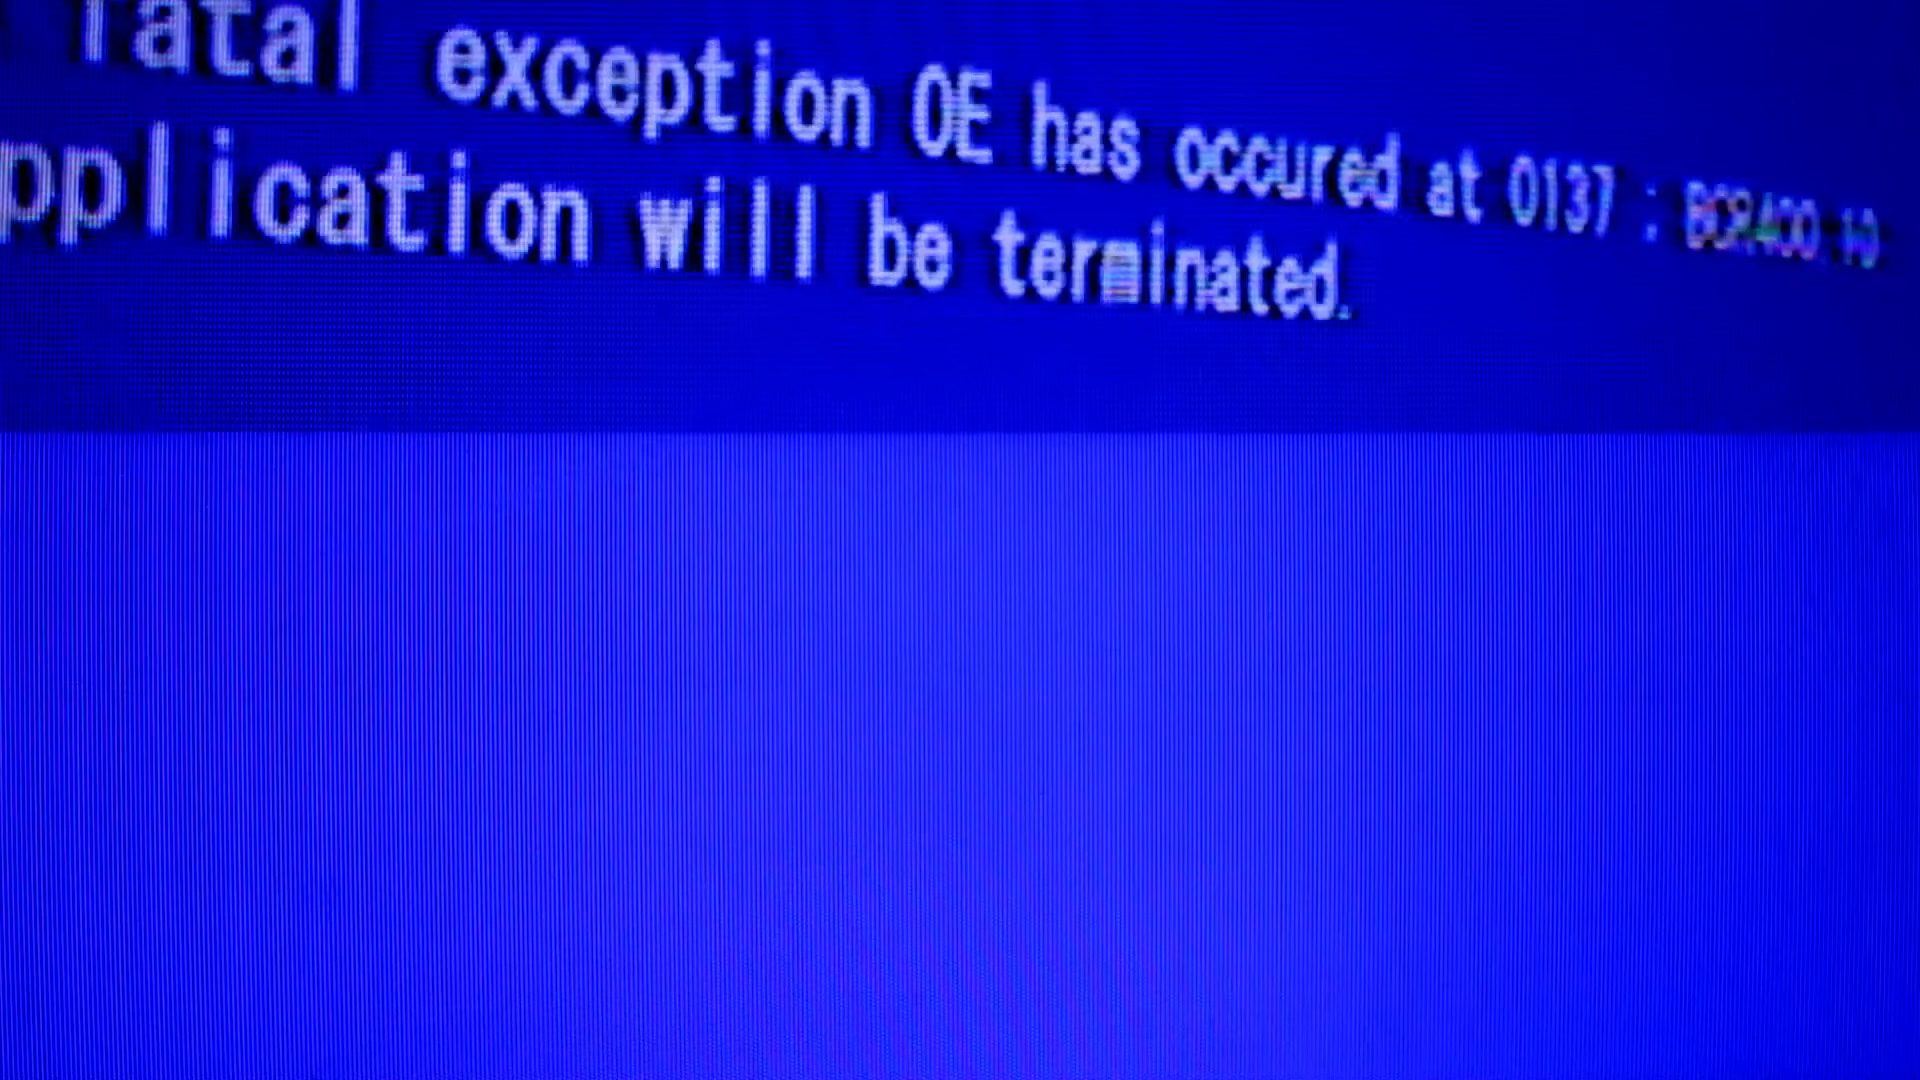 fatal exception 0E has occured at 0137 :
pplication will be terminated.